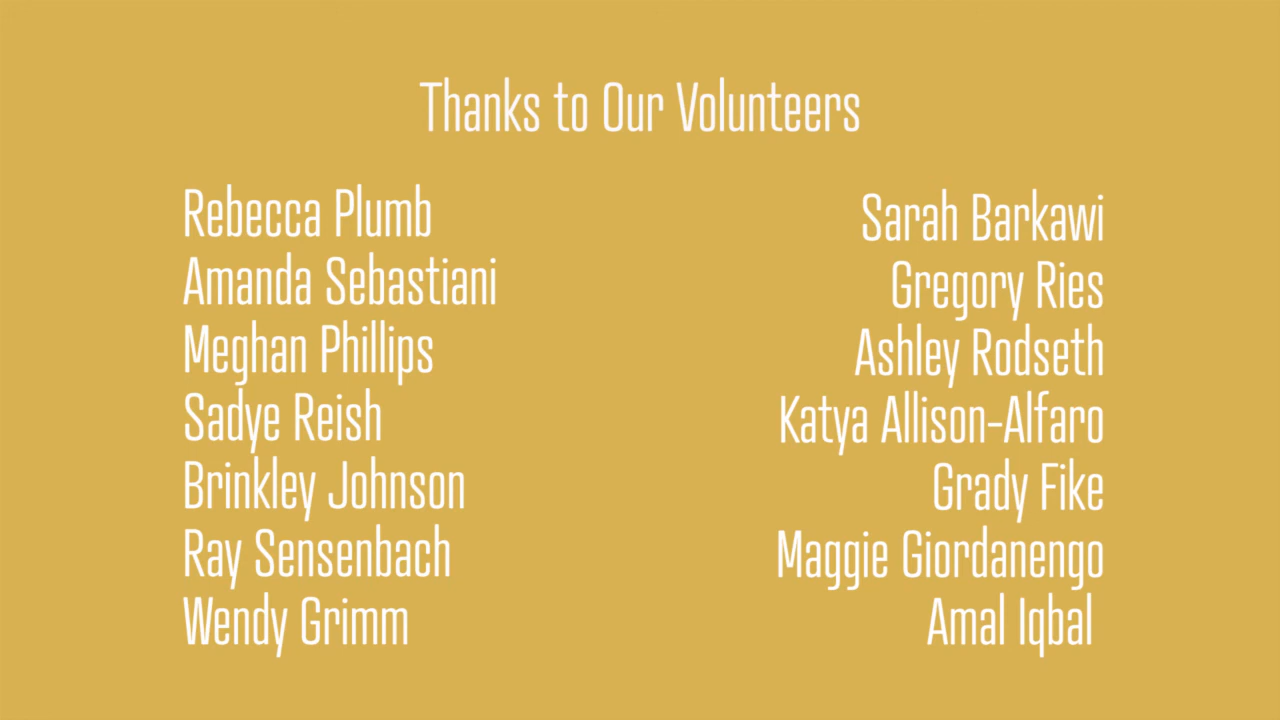 Thanks to Our Volunteers
Rebecca Plumb
Amanda Sebastiani
Meghan Phillips
Sadye Reish
Brinkley Johnson
Ray Sensenbach
Wendy Grimm
Sarah Barkawi
Gregory Ries
Ashley Rodseth
Katya Allison-Alfaro
Grady Fike
Maggie Giordanengo
Amal Iqbal